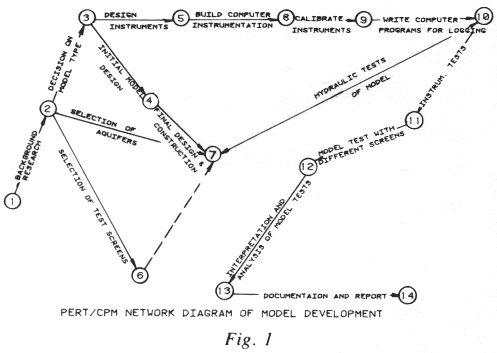 3
DESIGN
INSTRUMENTS
5
BUILD COMPUTER
INSTRUMENTATION
8
CALIBRATE
INSTRUMENTS
9
WRITE COMPUTER
PROGRAMS FOR LOGGING
10
DECISION ON
MODEL TYPE
INITIAL MODEL
DESIGN
HYDRAULIC TESTS
OF MODEL
INSTRUM. TESTS
4
2
SELECTION OF
AQUIFERS
FINAL DESIGN &
CONSTRUCTION
7
11
MODEL TEST WITH
DIFFERENT SCREENS
12
BACKGROUND
RESEARCH
1
SELECTION OF TEST SCREENS
6
INTERPRETATION AND
ANALYSIS OF MODEL TESTS
13
DOCUMENTAION AND REPORT
14
PERT/CPM NETWORK DIAGRAM OF MODEL DEVELOPMENT
Fig. 1